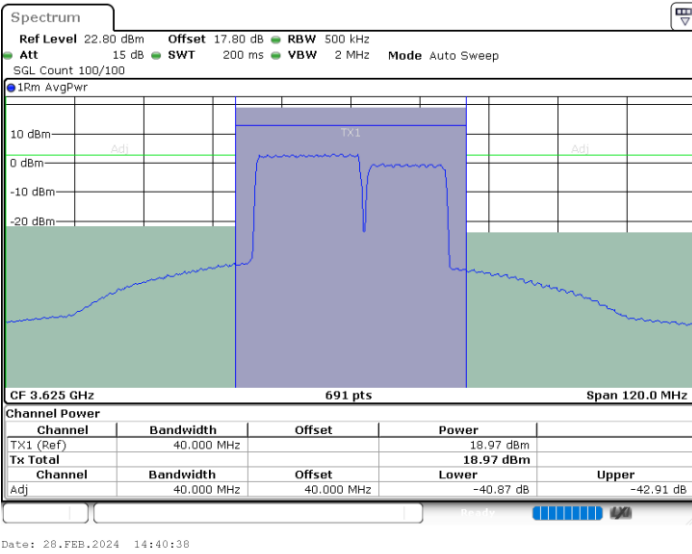 Spectrum
Ref Level 22.80 dBm Offset 17.80 dB RBW 500 kHz
Att 15 dB SWT 200 ms VBW 2 MHz Mode Auto Sweep
SGL Count 100/100
1Rm AvgPwr
10 dBm
TX1
Adj
Adj
0 dBm
-10 dBm
-20 dBm
CF 3.625 GHz 691 pts Span 120.0 MHz
Channel Power
Channel Bandwidth Offset Power
TX1 (Ref) 40.000 MHz 18.97 dBm
Tx Total 18.97 dBm
Channel Bandwidth Offset Lower Upper
Adj 40.000 MHz 40.000 MHz -40.87 dB -42.91 dB
Ready
Date: 28.FEB.2024 14:40:38